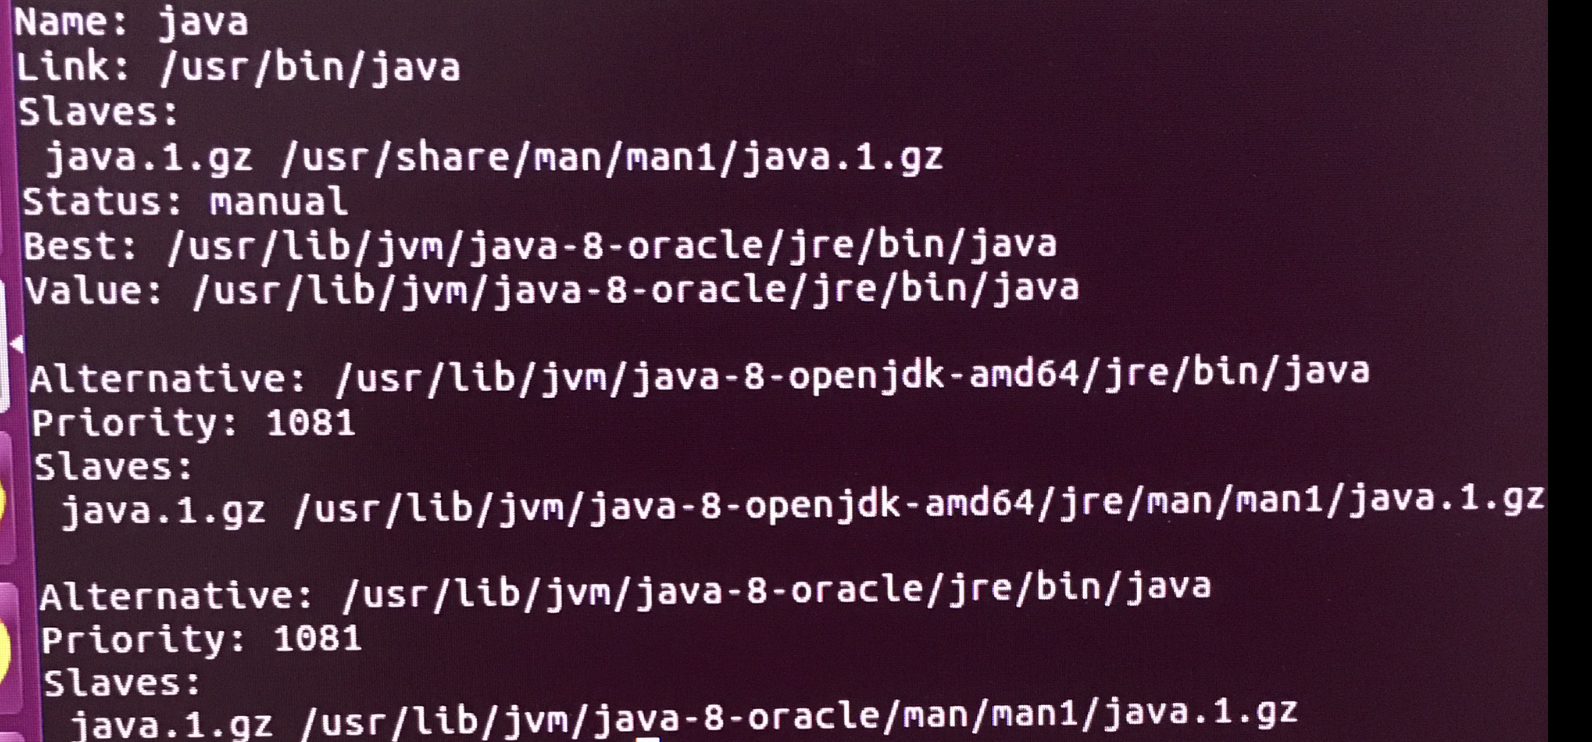 Name: java
Link: /usr/bin/java
Slaves:
 java.1.gz /usr/share/man/man1/java.1.gz
Status: manual
Best: /usr/lib/jvm/java-8-oracle/jre/bin/java
Value: /usr/lib/jvm/java-8-oracle/jre/bin/java

Alternative: /usr/lib/jvm/java-8-openjdk-amd64/jre/bin/java
Priority: 1081
Slaves:
 java.1.gz /usr/lib/jvm/java-8-openjdk-amd64/jre/man/man1/java.1.gz

Alternative: /usr/lib/jvm/java-8-oracle/jre/bin/java
Priority: 1081
Slaves:
 java.1.gz /usr/lib/jvm/java-8-oracle/man/man1/java.1.gz